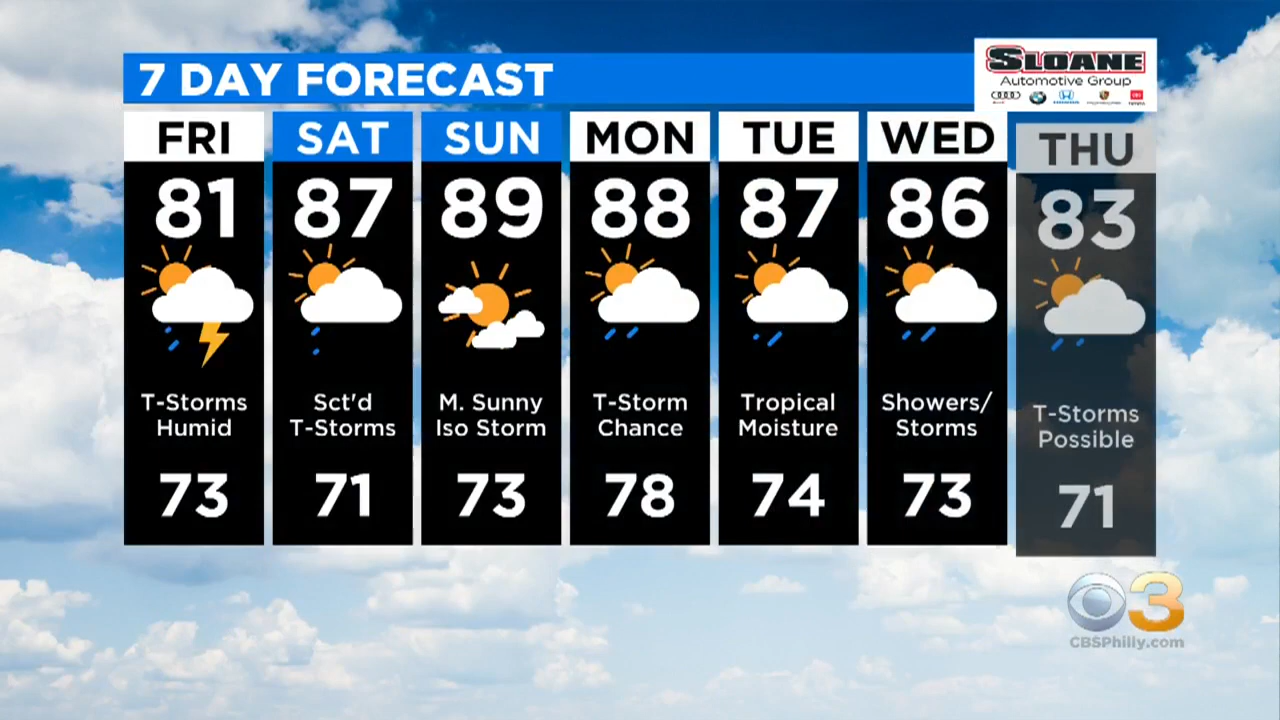 7 DAY FORECAST
SLOANE
Automotive Group
FRI
81
T-Storms
Humid
73
SAT
87
Sct'd
T-Storms
71
SUN
89
M. Sunny
Iso Storm
73
MON
88
T-Storm
Chance
78
TUE
87
Tropical
Moisture
74
WED
86
Showers/
Storms
73
THU
83
T-Storms
Possible
71
3
CBSPhilly.com